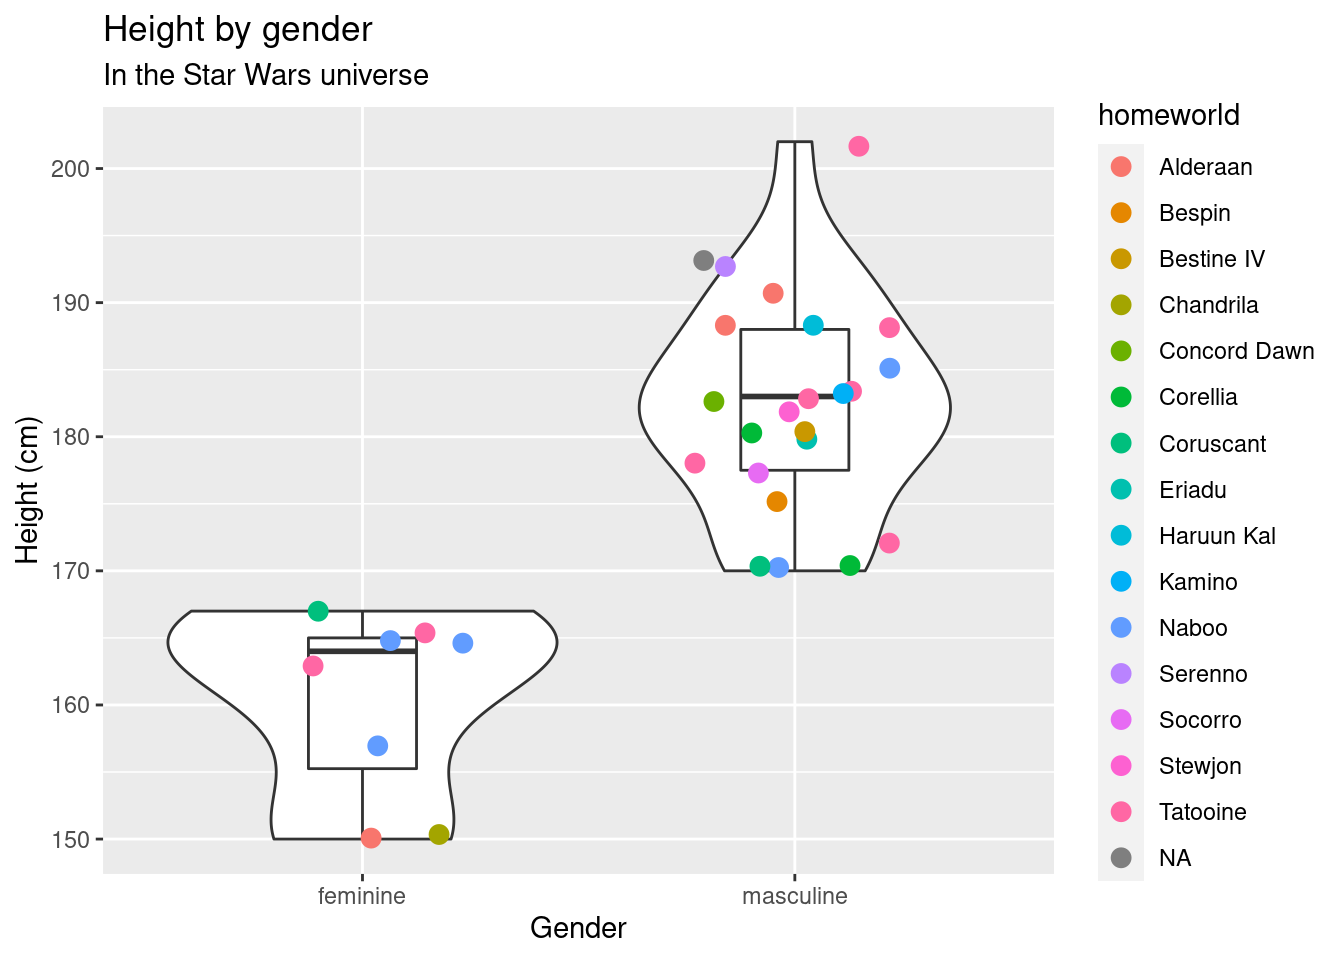 Height by gender
In the Star Wars universe
Height (cm)
200
190
180
170
160
150
feminine
masculine
Gender
homeworld
Alderaan
Bespin
Bestine IV
Chandrila
Concord Dawn
Corellia
Coruscant
Eriadu
Haruun Kal
Kamino
Naboo
Serenno
Socorro
Stewjon
Tatooine
NA